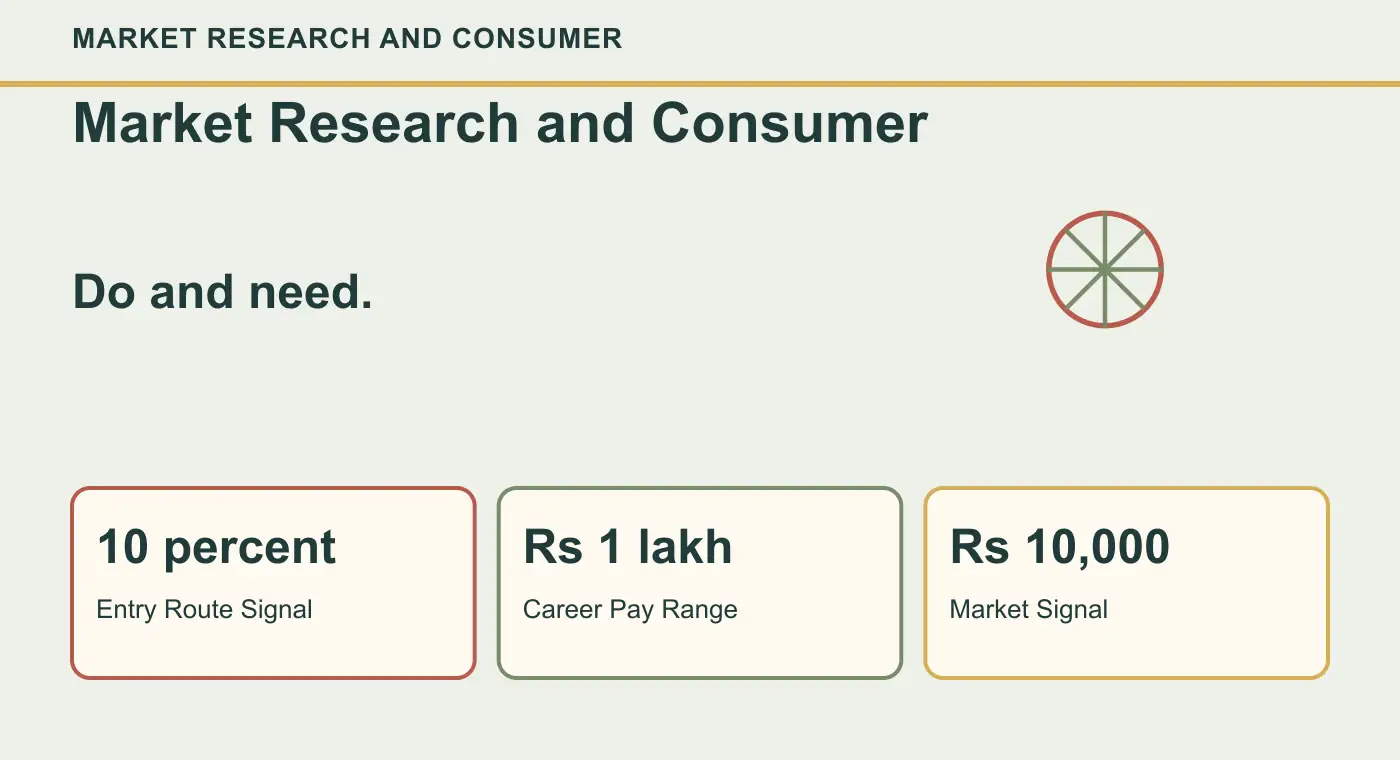 MARKET RESEARCH AND CONSUMER
Market Research and Consumer
Do and need.
10 percent
Entry Route Signal
Rs 1 lakh
Career Pay Range
Rs 10,000
Market Signal